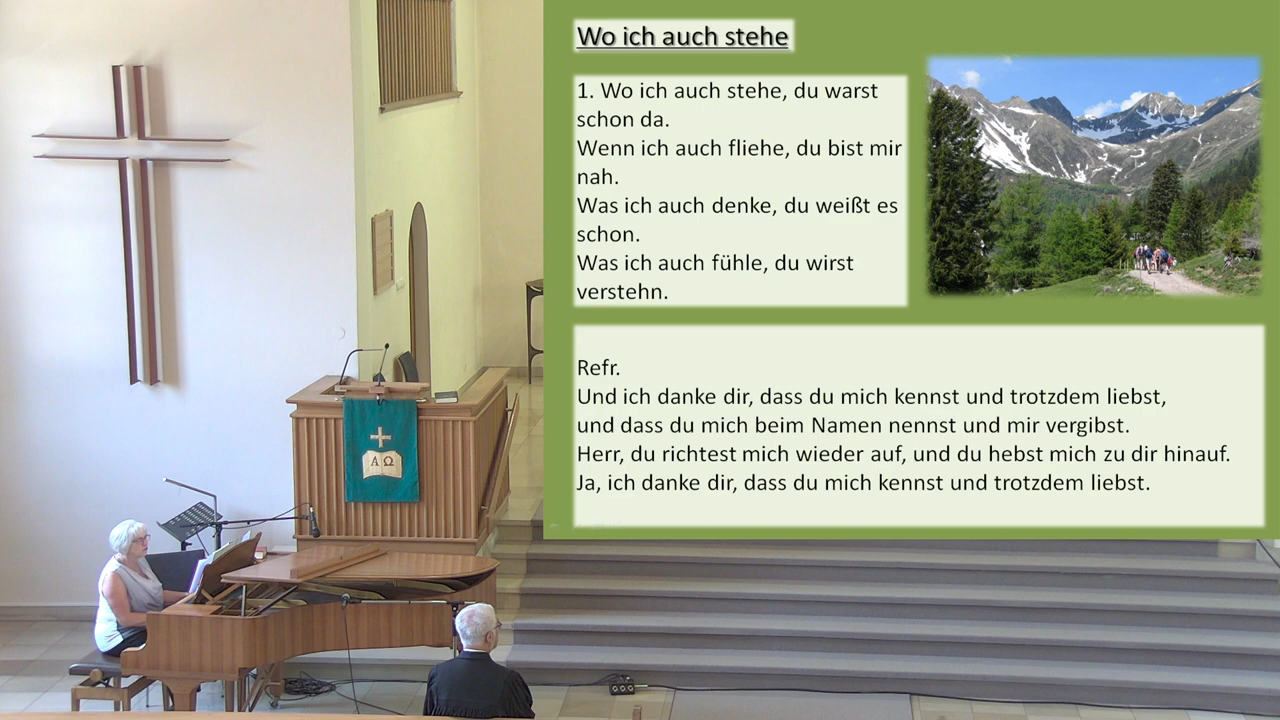 Wo ich auch stehe
1. Wo ich auch stehe, du warst
schon da.
Wenn ich auch fliehe, du bist mir
nah.
Was ich auch denke, du weißt es
schon.
Was ich auch fühle, du wirst
verstehn.
Refr.
Und ich danke dir, dass du mich kennst und trotzdem liebst,
und dass du mich beim Namen nennst und mir vergibst.
Herr, du richtest mich wieder auf, und du hebst mich zu dir hinauf.
Ja, ich danke dir, dass du mich kennst und trotzdem liebst.
Α Ω